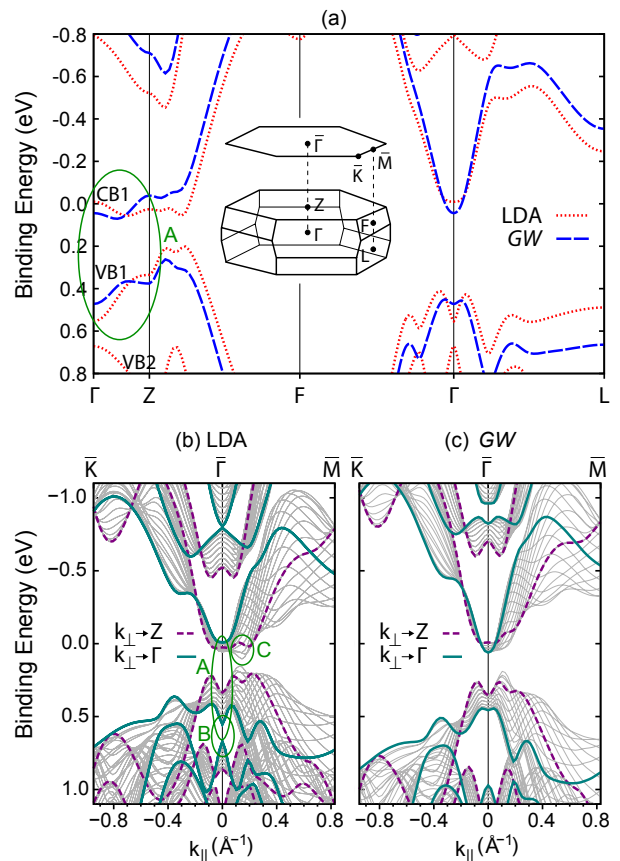 (a)
Binding Energy (eV)
-0.8
-0.6
-0.4
-0.2
0.0
0.2
0.4
0.6
0.8
CB1
A
VB1
VB2
Γ̄
K̄
M̄
Z
Γ
F
L
LDA
GW
Γ
Z
F
Γ
L
(b) LDA
(c) GW
K̄
Γ̄
M̄
K̄
Γ̄
M̄
Binding Energy (eV)
−1.0
−0.5
0.0
0.5
1.0
k⊥→Z
k⊥→Γ
A
B
C
k⊥→Z
k⊥→Γ
-0.8 -0.4 0 0.4 0.8
-0.8 -0.4 0 0.4 0.8
k|| (Å⁻¹)
k|| (Å⁻¹)